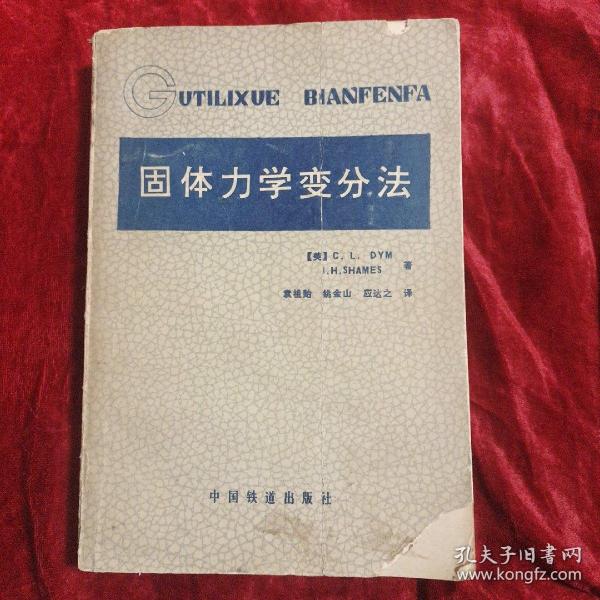 GUTILIXUE BIANFENFA
固体力学变分法
【美】C. L. DYM
I.H.SHAMES 著
袁祖贻 姚金山 应达之 译
中国铁道出版社
孔夫子旧书网
www.kongfz.com